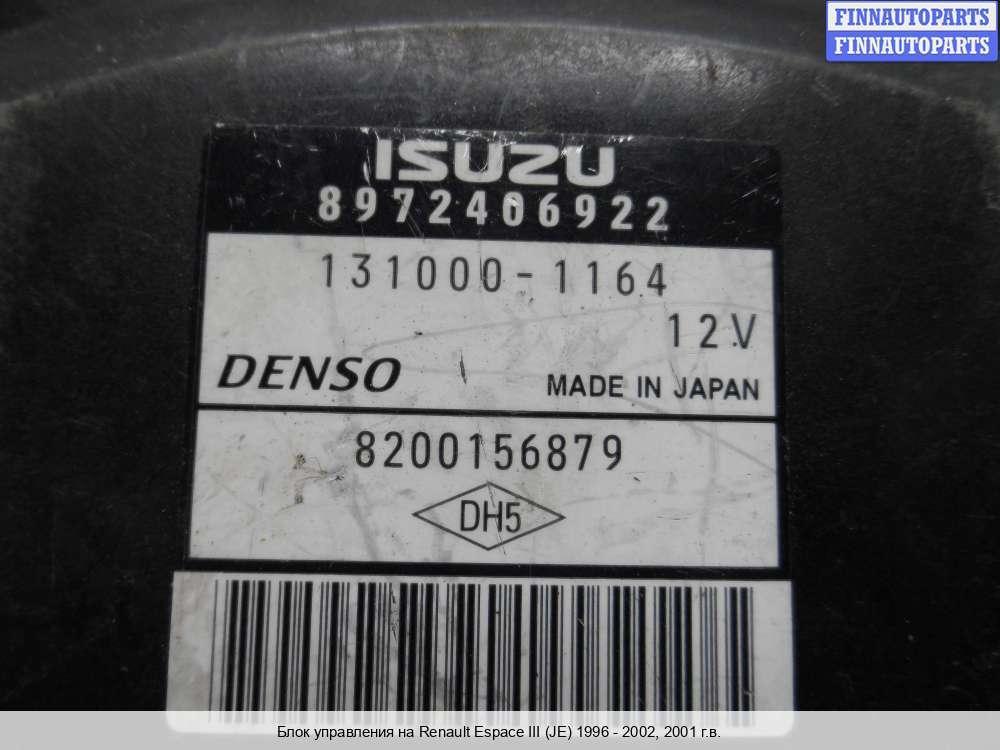 FINNAUTOPARTS
FINNAUTOPARTS
ISUZU
8972406922
131000-1164
12V
DENSO MADE IN JAPAN
8200156879
DH5
Блок управления на Renault Espace III (JE) 1996 - 2002, 2001 г.в.